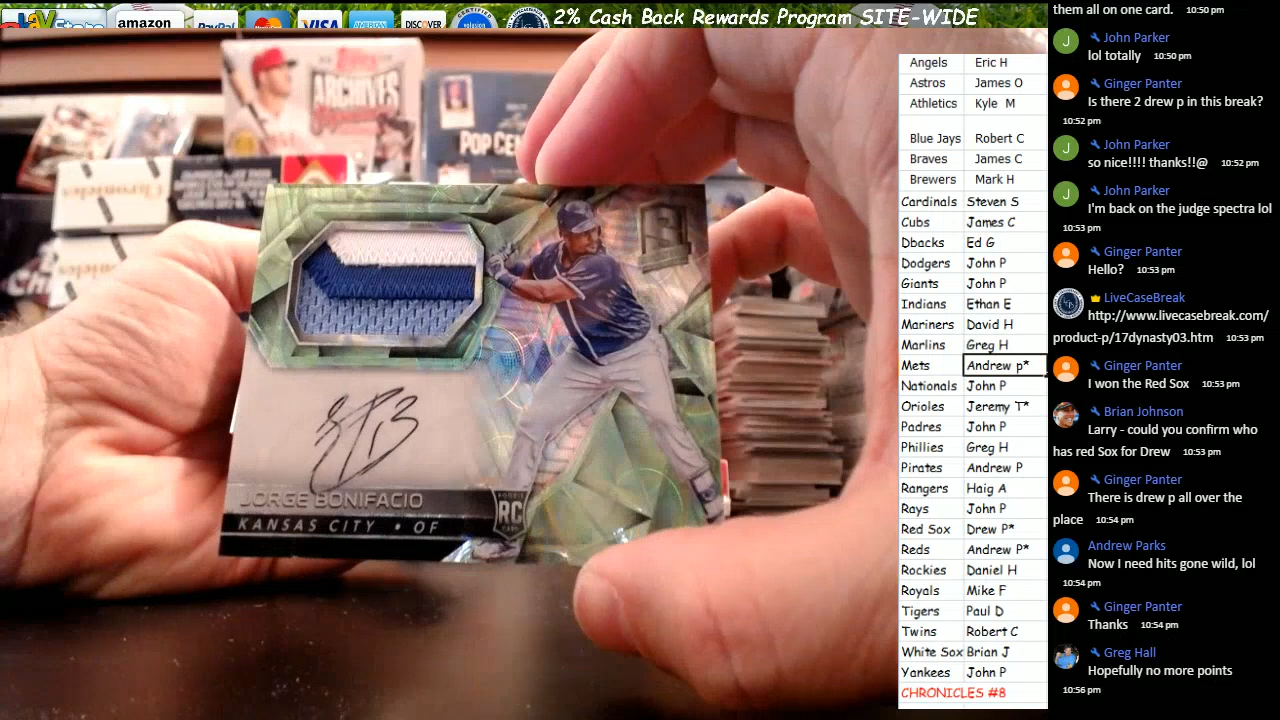 2% Cash Back Rewards Program SITE-WIDE
amazon
PayPal
MasterCard
VISA
AMERICAN
DISCOVER
CERTIFIED
volusion
ARCHIVES
POP CEN
Chronicles
JORGE BONIFACIO
KANSAS CITY • OF
ROOKIE
RC
Angels Eric H
Astros James O
Athletics Kyle M
Blue Jays Robert C
Braves James C
Brewers Mark H
Cardinals Steven S
Cubs James C
Dbacks Ed G
Dodgers John P
Giants John P
Indians Ethan E
Mariners David H
Marlins Greg H
Mets Andrew p*
Nationals John P
Orioles Jeremy T*
Padres John P
Phillies Greg H
Pirates Andrew P
Rangers Haig A
Rays John P
Red Sox Drew P*
Reds Andrew P*
Rockies Daniel H
Royals Mike F
Tigers Paul D
Twins Robert C
White Sox Brian J
Yankees John P
CHRONICLES #8
them all on one card. 10:50 pm
J
John Parker
lol totally 10:50 pm
Ginger Panter
Is there 2 drew p in this break?
10:52 pm
J
John Parker
so nice!!!! thanks!!@ 10:52 pm
J
John Parker
I'm back on the judge spectra lol
10:53 pm
Ginger Panter
Hello? 10:53 pm
LiveCaseBreak
http://www.livecasebreak.com/
product-p/17dynasty03.htm 10:53 pm
Ginger Panter
I won the Red Sox 10:53 pm
Brian Johnson
Larry - could you confirm who
has red Sox for Drew 10:53 pm
Ginger Panter
There is drew p all over the
place 10:54 pm
Andrew Parks
Now I need hits gone wild, lol
10:54 pm
Ginger Panter
Thanks 10:54 pm
Greg Hall
Hopefully no more points
10:56 pm